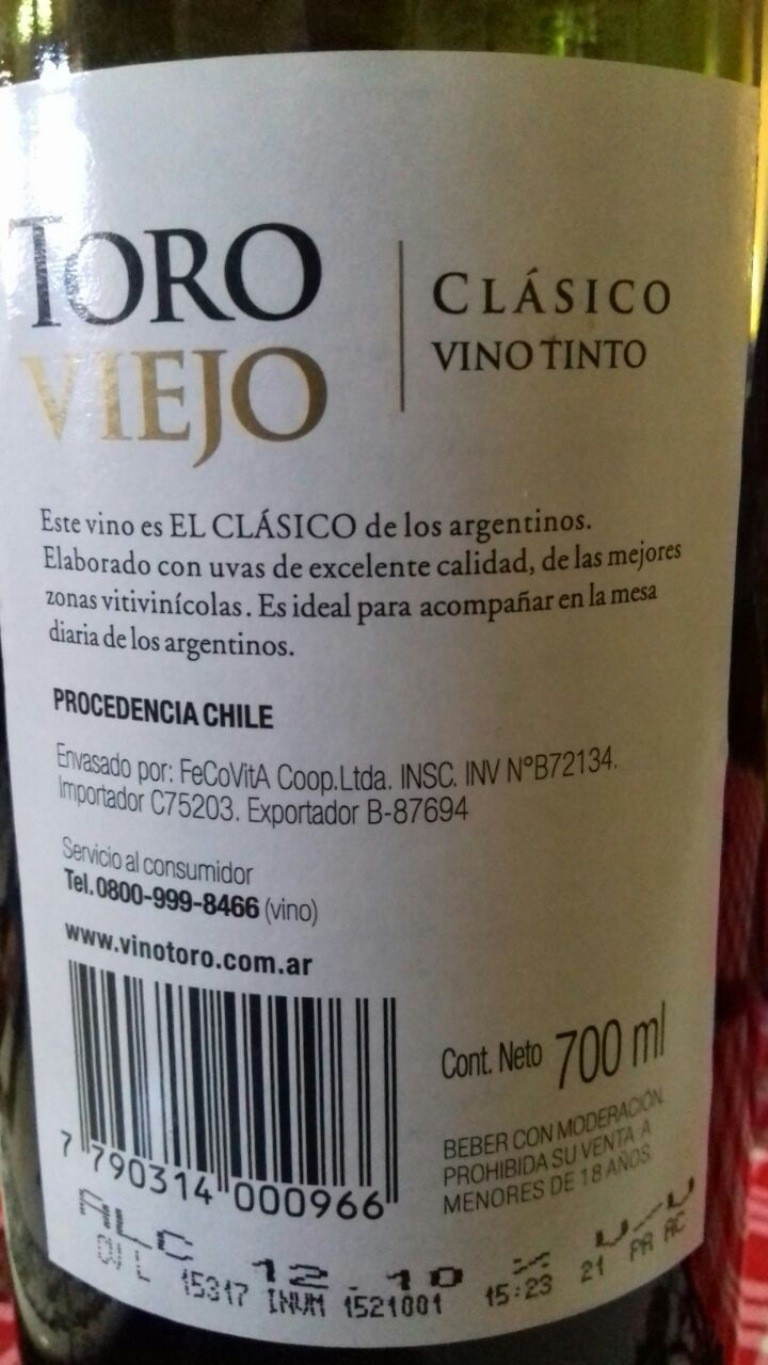 TORO
VIEJO
CLÁSICO
VINO TINTO
Este vino es EL CLÁSICO de los argentinos.
Elaborado con uvas de excelente calidad, de las mejores
zonas vitivinícolas. Es ideal para acompañar en la mesa
diaria de los argentinos.
PROCEDENCIA CHILE
Envasado por: FeCoVitA Coop.Ltda. INSC. INV NºB72134.
Importador C75203. Exportador B-87694
Servicio al consumidor
Tel.0800-999-8466 (vino)
www.vinotoro.com.ar
7 790314 000966
Cont. Neto 700 ml
BEBER CON MODERACIÓN.
PROHIBIDA SU VENTA A
MENORES DE 18 AÑOS
ALC 12.10 % V/V
L 15317 INUM 1521001 15:23 21 PR AC